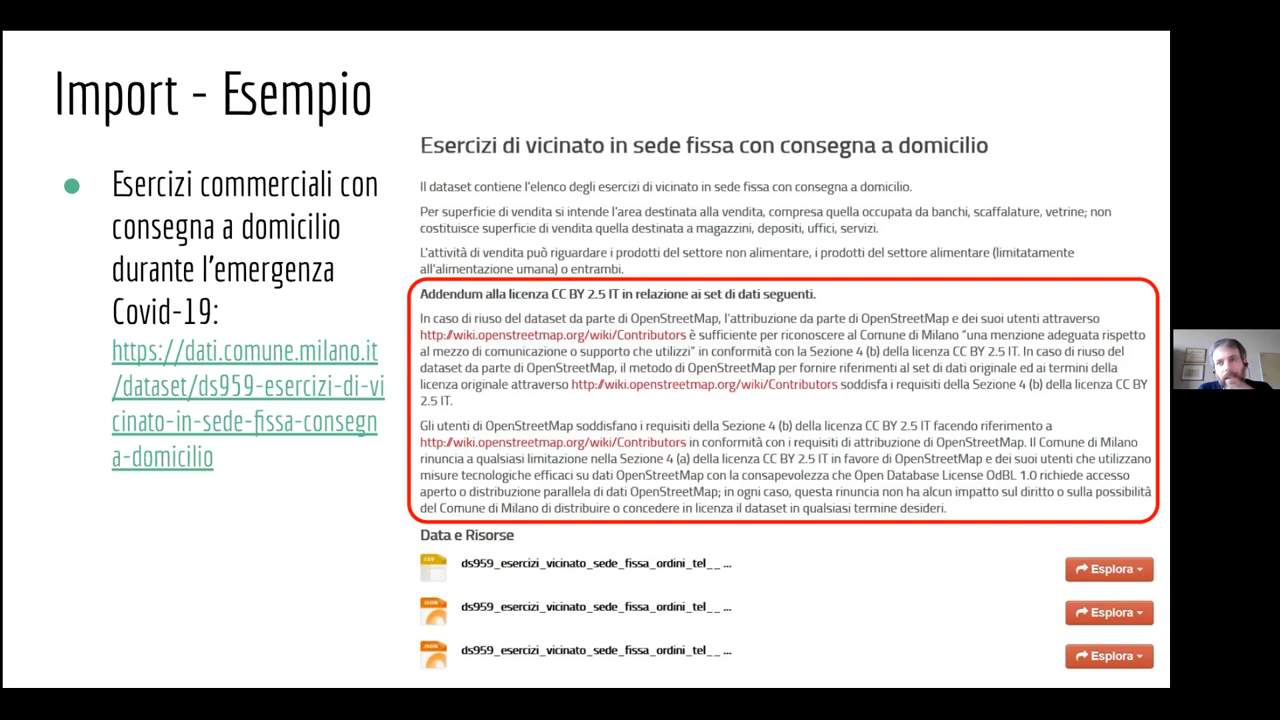 Import - Esempio
Esercizi commerciali con
consegna a domicilio
durante l'emergenza
Covid-19:
https://dati.comune.milano.it
/dataset/ds959-esercizi-di-vi
cinato-in-sede-fissa-consegn
a-domicilio
Esercizi di vicinato in sede fissa con consegna a domicilio
Il dataset contiene l'elenco degli esercizi di vicinato in sede fissa con consegna a domicilio.
Per superficie di vendita si intende l'area destinata alla vendita, compresa quella occupata da banchi, scaffalature, vetrine; non
costituisce superficie di vendita quella destinata a magazzini, depositi, uffici, servizi.
L'attività di vendita può riguardare i prodotti del settore non alimentare, i prodotti del settore alimentare (limitatamente
all'alimentazione umana) o entrambi.
Addendum alla licenza CC BY 2.5 IT in relazione ai set di dati seguenti.
In caso di riuso del dataset da parte di OpenStreetMap, l'attribuzione da parte di OpenStreetMap e dei suoi utenti attraverso
http://wiki.openstreetmap.org/wiki/Contributors è sufficiente per riconoscere al Comune di Milano "una menzione adeguata rispetto
al mezzo di comunicazione o supporto che utilizzi" in conformità con la Sezione 4 (b) della licenza CC BY 2.5 IT. In caso di riuso del
dataset da parte di OpenStreetMap, il metodo di OpenStreetMap per fornire riferimenti al set di dati originale ed ai termini della
licenza originale attraverso http://wiki.openstreetmap.org/wiki/Contributors soddisfa i requisiti della Sezione 4 (b) della licenza CC BY
2.5 IT.
Gli utenti di OpenStreetMap soddisfano i requisiti della Sezione 4 (b) della licenza CC BY 2.5 IT facendo riferimento a
http://wiki.openstreetmap.org/wiki/Contributors in conformità con i requisiti di attribuzione di OpenStreetMap. Il Comune di Milano
rinuncia a qualsiasi limitazione nella Sezione 4 (a) della licenza CC BY 2.5 IT in favore di OpenStreetMap e dei suoi utenti che utilizzano
misure tecnologiche efficaci su dati OpenStreetMap con la consapevolezza che Open Database License OdBL 1.0 richiede accesso
aperto o distribuzione parallela di dati OpenStreetMap; in ogni caso, questa rinuncia non ha alcun impatto sul diritto o sulla possibilità
del Comune di Milano di distribuire o concedere in licenza il dataset in qualsiasi termine desideri.
Data e Risorse
CSV ds959_esercizi_vicinato_sede_fissa_ordini_tel__ ... Esplora
JSON ds959_esercizi_vicinato_sede_fissa_ordini_tel__ ... Esplora
JSON ds959_esercizi_vicinato_sede_fissa_ordini_tel__ ... Esplora